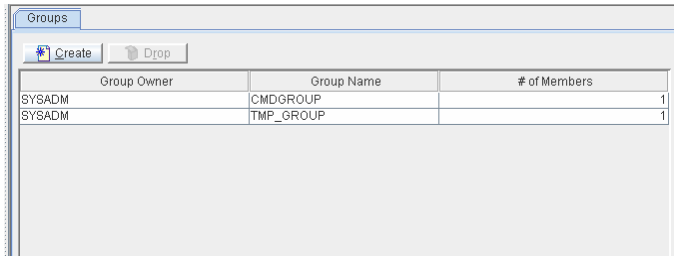 Groups
Create Drop
Group Owner Group Name # of Members
SYSADM CMDGROUP 1
SYSADM TMP_GROUP 1